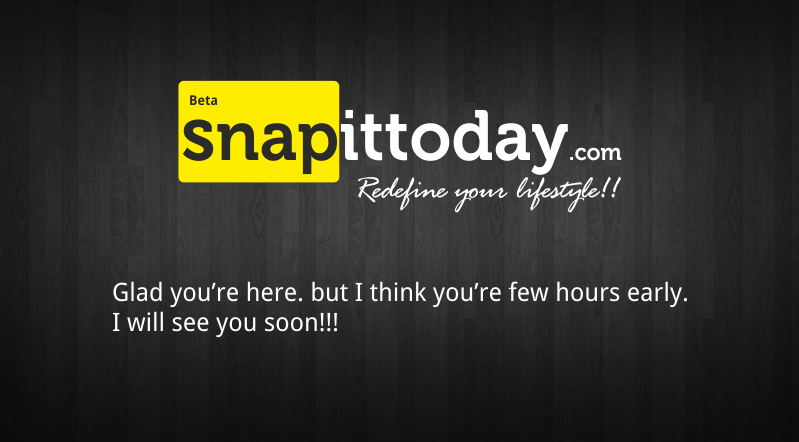 Beta
snapittoday.com
Redefine your lifestyle!!
Glad you’re here. but I think you’re few hours early.
I will see you soon!!!